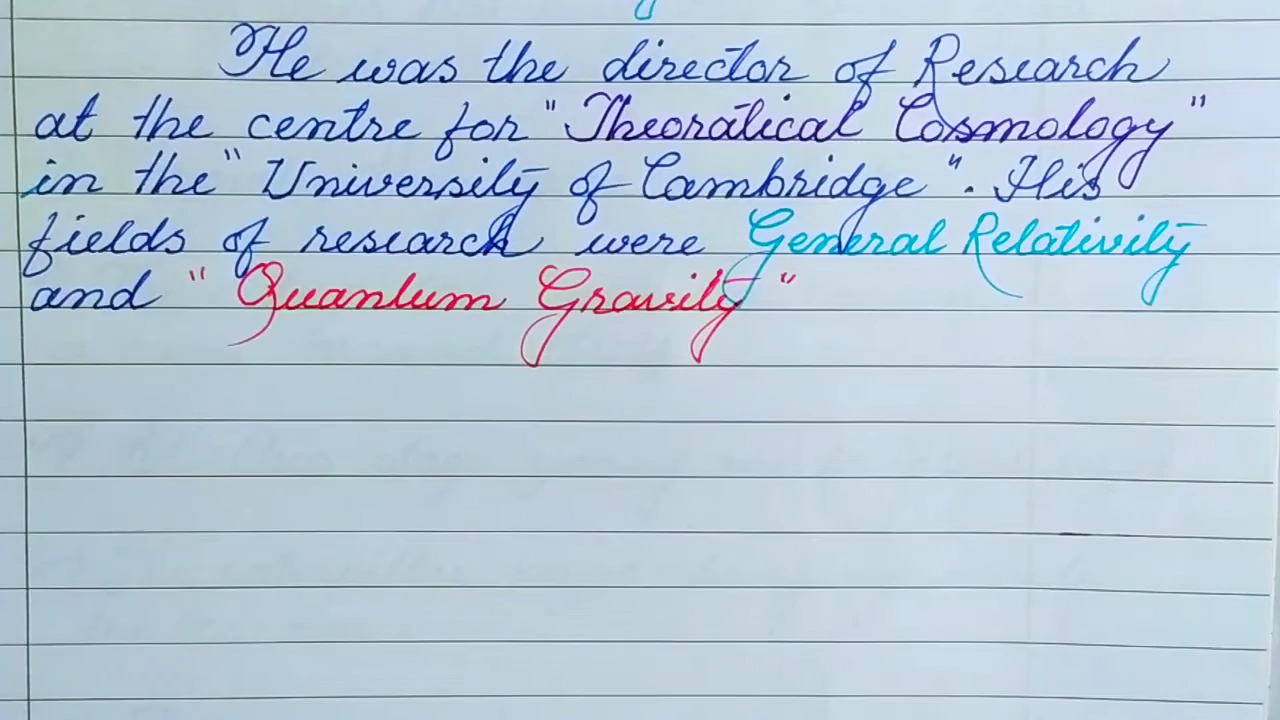 He was the director of Research
at the centre for "Theoratical Cosmology"
in the "University of Cambridge". His
fields of research were General Relativity
and "Quantum Gravity"